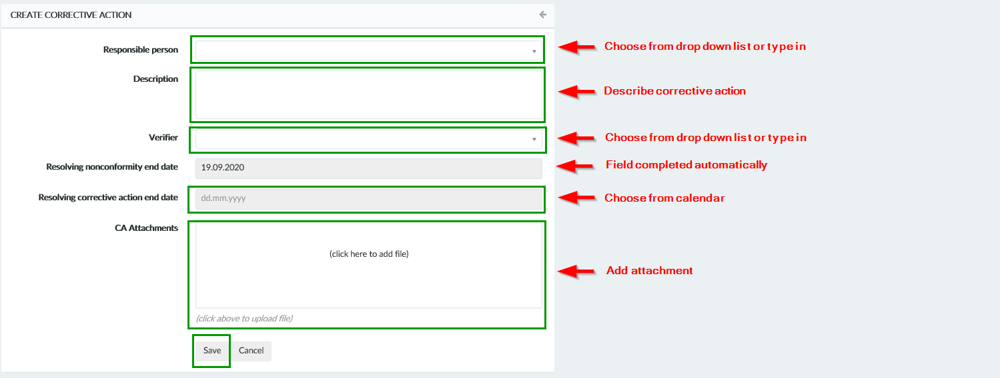 CREATE CORRECTIVE ACTION
Responsible person
Choose from drop down list or type in
Description
Describe corrective action
Verifier
Choose from drop down list or type in
Resolving nonconformity end date 19.09.2020
Field completed automatically
Resolving corrective action end date dd.mm.yyyy
Choose from calendar
CA Attachments
(click here to add file)
Add attachment
(click above to upload file)
Save Cancel